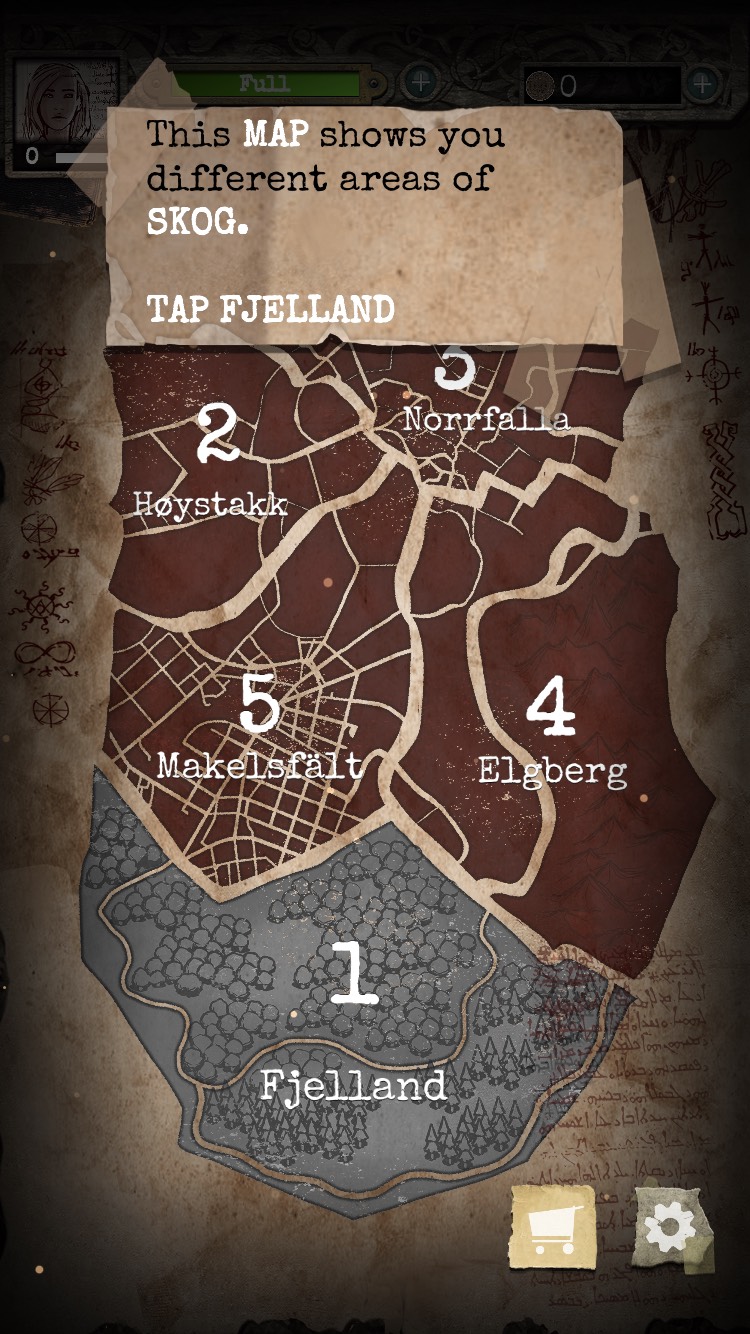 Full
0
0
This MAP shows you
different areas of
SKOG.
TAP FJELLAND
3
Norrfalla
2
Høystakk
5
Makelsfält
4
Elgberg
1
Fjelland